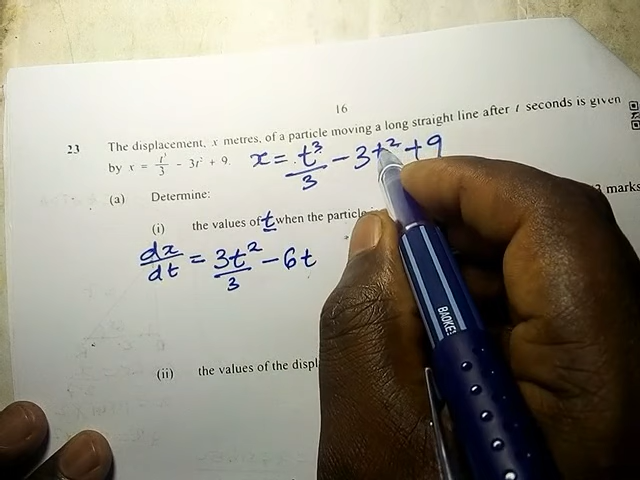 16
23 The displacement, x metres, of a particle moving a long straight line after t seconds is given
by x = t³/3 - 3t² + 9. x = t³/3 - 3t² + 9
(a) Determine: marks
(i) the values of t when the particle
dx/dt = 3t²/3 - 6t
(ii) the values of the displ
BAOKE!